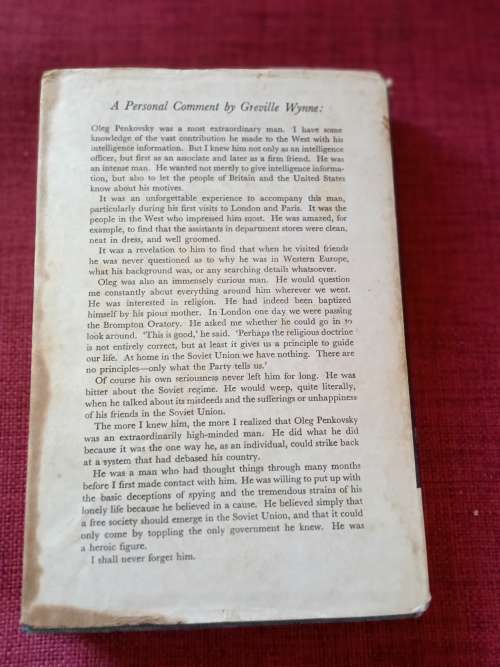 A Personal Comment by Greville Wynne:
Oleg Penkovsky was a most extraordinary man. I have some
knowledge of the vast contribution he made to the West with his
intelligence information. But I knew him not only as an intelligence
officer, but first as an associate and later as a firm friend. He was
an intense man. He wanted not merely to give intelligence informa-
tion, but also to let the people of Britain and the United States
know about his motives.
It was an unforgettable experience to accompany this man,
particularly during his first visits to London and Paris. It was the
people in the West who impressed him most. He was amazed, for
example, to find that the assistants in department stores were clean,
neat in dress, and well groomed.
It was a revelation to him to find that when he visited friends
he was never questioned as to why he was in Western Europe,
what his background was, or any searching details whatsoever.
Oleg was also an immensely curious man. He would question
me constantly about everything around him wherever we went.
He was interested in religion. He had indeed been baptized
himself by his pious mother. In London one day we were passing
the Brompton Oratory. He asked me whether he could go in to
look around. 'This is good,' he said. 'Perhaps the religious doctrine
is not entirely correct, but at least it gives us a principle to guide
our life. At home in the Soviet Union we have nothing. There are
no principles—only what the Party tells us.'
Of course his own seriousness never left him for long. He was
bitter about the Soviet regime. He would weep, quite literally,
when he talked about its misdeeds and the sufferings or unhappiness
of his friends in the Soviet Union.
The more I knew him, the more I realized that Oleg Penkovsky
was an extraordinarily high-minded man. He did what he did
because it was the one way he, as an individual, could strike back
at a system that had debased his country.
He was a man who had thought things through many months
before I first made contact with him. He was willing to put up with
the basic deceptions of spying and the tremendous strains of his
lonely life because he believed in a cause. He believed simply that
a free society should emerge in the Soviet Union, and that it could
only come by toppling the only government he knew. He was
a heroic figure.
I shall never forget him.